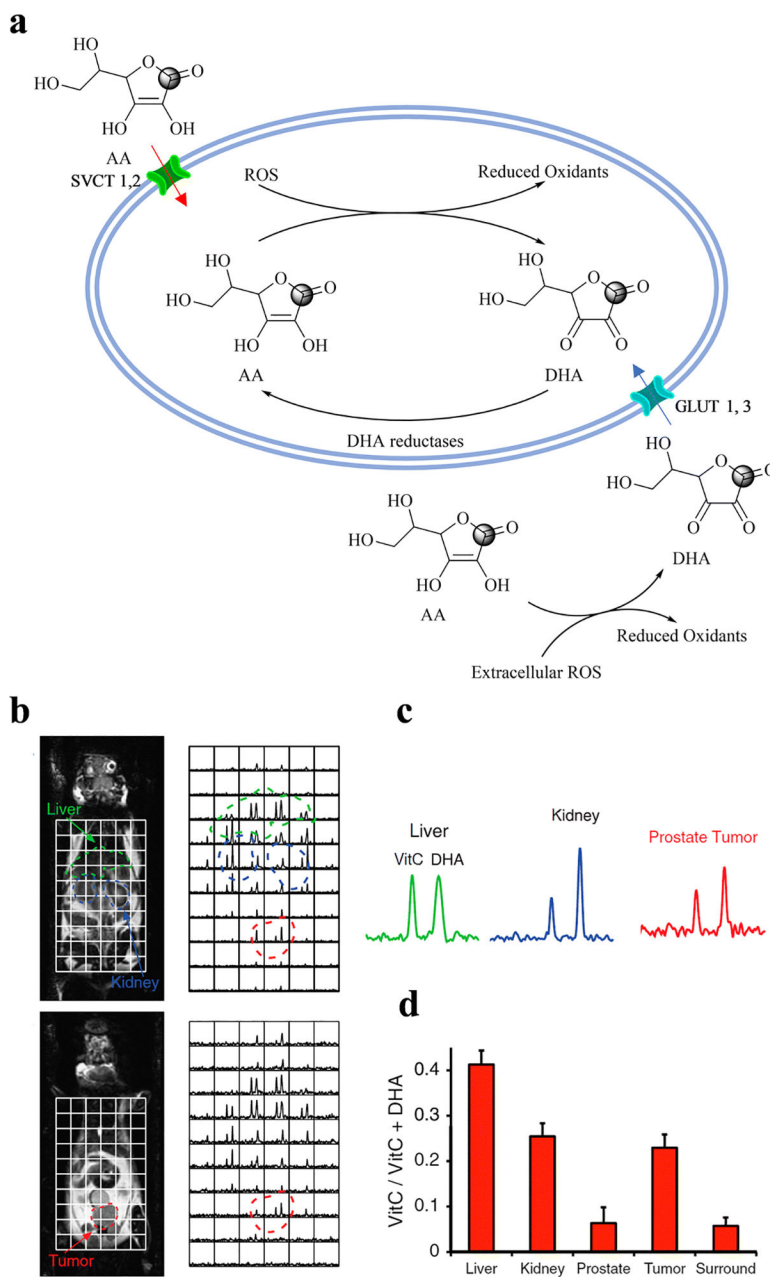 a
HO
O
O
HO
HO
OH
AA
SVCT 1,2
ROS
Reduced Oxidants
HO
O
O
HO
HO
OH
AA
HO
O
O
HO
O
O
DHA
DHA reductases
GLUT 1, 3
HO
O
O
HO
O
O
DHA
HO
O
O
HO
HO
OH
AA
Reduced Oxidants
Extracellular ROS
b
Liver
Kidney
Tumor
c
Liver
VitC DHA
Kidney
Prostate Tumor
d
VitC / VitC + DHA
0.4
0.3
0.2
0.1
0
Liver Kidney Prostate Tumor Surround